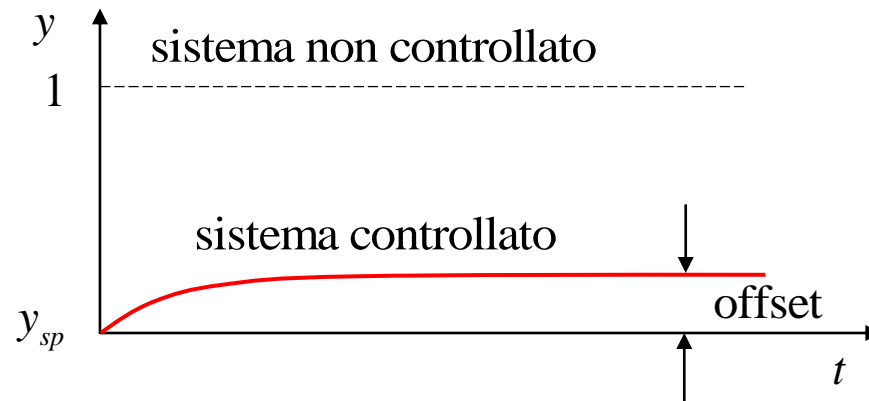 y
sistema non controllato
1
sistema controllato
offset
y_sp
t